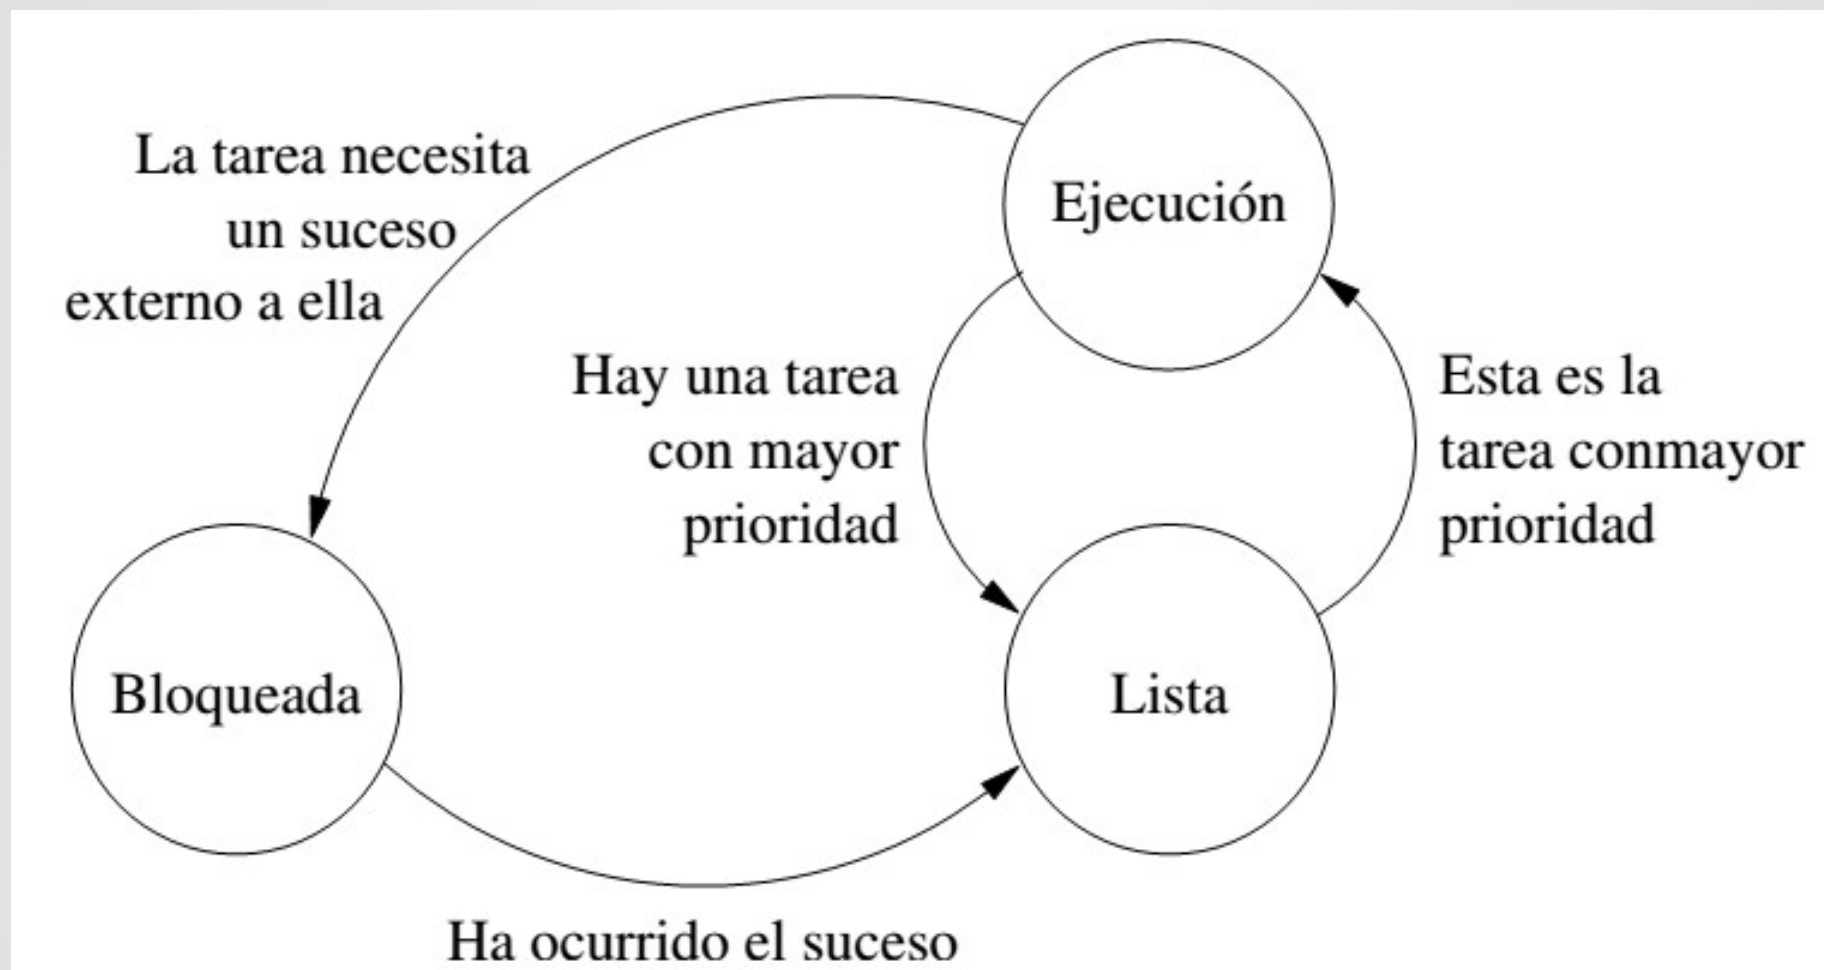 La tarea necesita
un suceso
externo a ella
Ejecución
Hay una tarea
con mayor
prioridad
Esta es la
tarea conmayor
prioridad
Bloqueada
Lista
Ha ocurrido el suceso